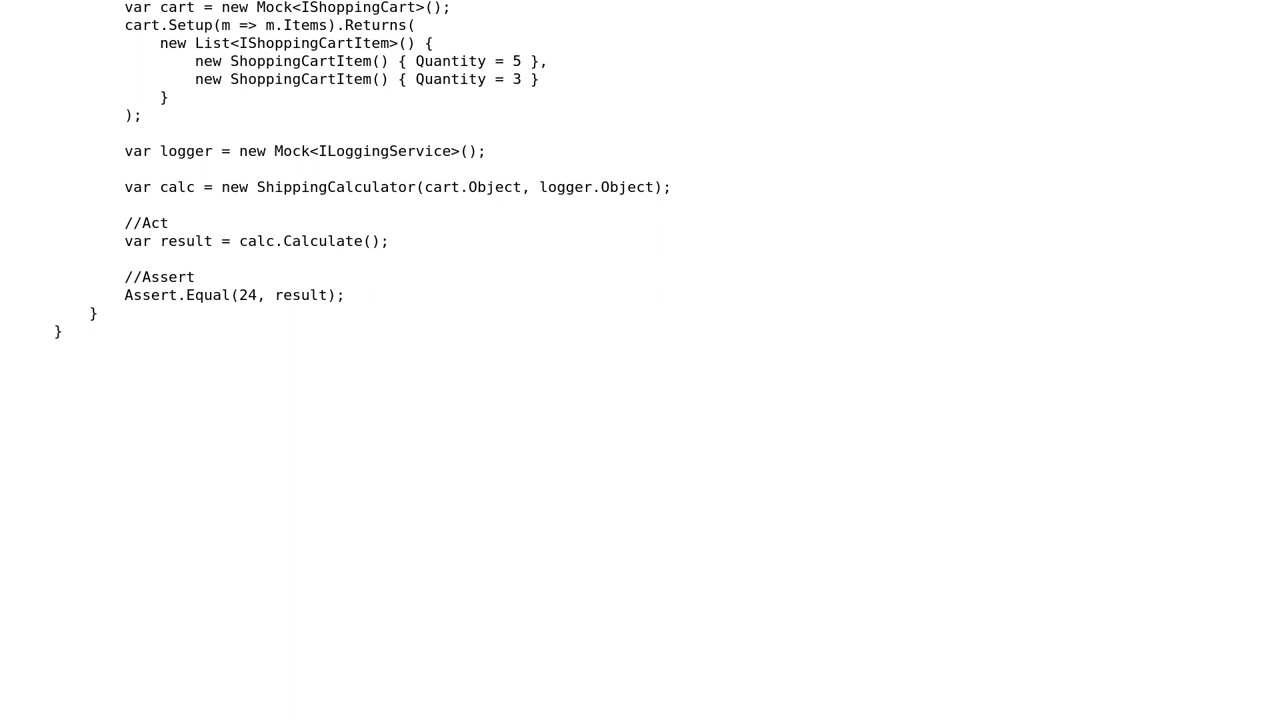 var cart = new Mock<IShoppingCart>();
cart.Setup(m => m.Items).Returns(
new List<IShoppingCartItem>() {
new ShoppingCartItem() { Quantity = 5 },
new ShoppingCartItem() { Quantity = 3 }
}
);
var logger = new Mock<ILoggingService>();
var calc = new ShippingCalculator(cart.Object, logger.Object);
//Act
var result = calc.Calculate();
//Assert
Assert.Equal(24, result);
}
}